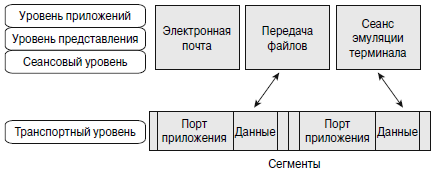 Уровень приложений
Уровень представления
Сеансовый уровень
Электронная
почта
Передача
файлов
Сеанс
эмуляции
терминала
Транспортный уровень
Порт
приложения
Данные
Порт
приложения
Данные
Сегменты